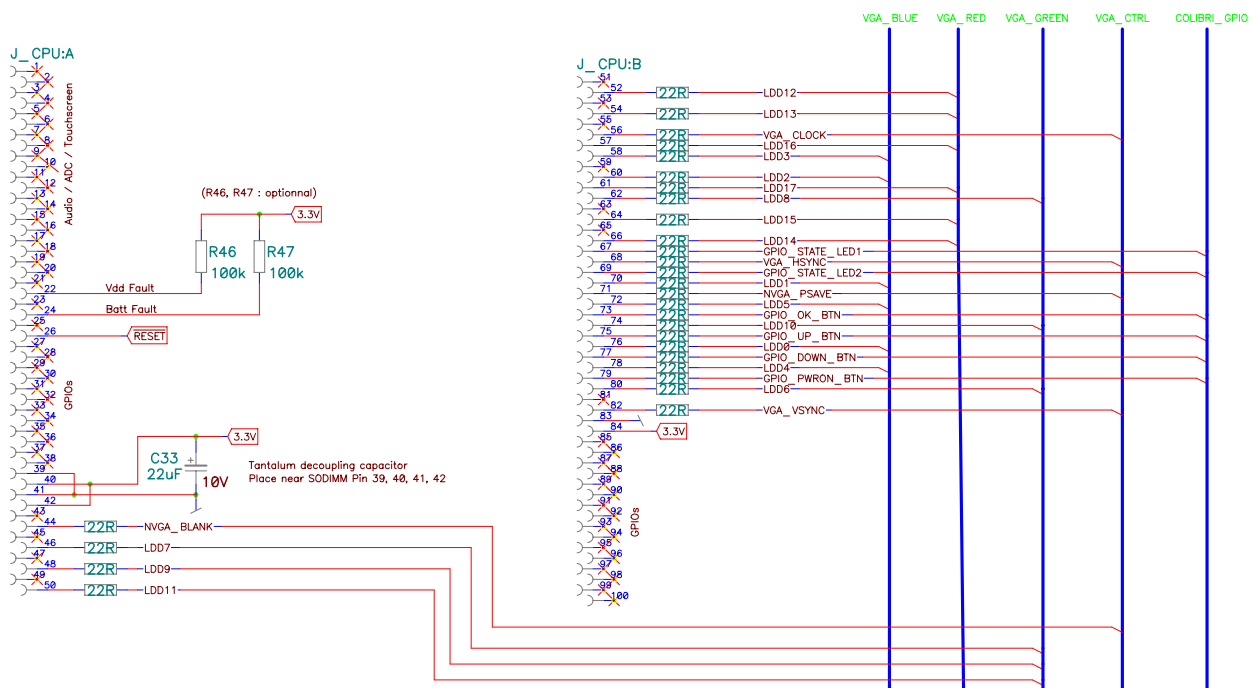 VGA_BLUE VGA_RED VGA_GREEN VGA_CTRL COLIBRI_GPIO
J_CPU:A
1
2
3
4
5
6
7
8
9
10
11
12
13
14
15
16
17
18
19
20
21
22 Vdd Fault
23
24 Batt Fault
25
26 RESET
27
28
29
30
31
32
33
34
35
36
37
38
39
40
41
42
43
44 22R NVGA_BLANK
45
46 22R LDD7
47
48 22R LDD9
49
50 22R LDD11
Audio / ADC / Touchscreen
GPIOs
(R46, R47 : optionnal)
3.3V
R46 R47
100k 100k
3.3V
C33
22uF
+
10V
Tantalum decoupling capacitor
Place near SODIMM Pin 39, 40, 41, 42
J_CPU:B
51
52 22R LDD12
53
54 22R LDD13
55
56 22R VGA_CLOCK
57 22R LDD16
58 22R LDD3
59
60 22R LDD2
61 22R LDD17
62 22R LDD8
63
64 22R LDD15
65
66 22R LDD14
67 22R GPIO_STATE_LED1
68 22R VGA_HSYNC
69 22R GPIO_STATE_LED2
70 22R LDD1
71 22R NVGA_PSAVE
72 22R LDD5
73 22R GPIO_OK_BTN
74 22R LDD10
75 22R GPIO_UP_BTN
76 22R LDD0
77 22R GPIO_DOWN_BTN
78 22R LDD4
79 22R GPIO_PWRON_BTN
80 22R LDD6
81
82 22R VGA_VSYNC
83
84 3.3V
85
86
87
88
89
90
91
92
93
94
95
96
97
98
99
100
GPIOs